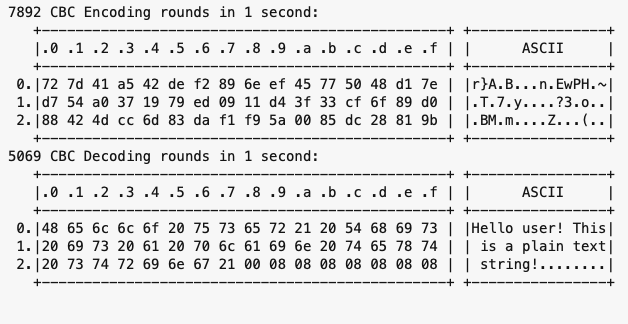 7892 CBC Encoding rounds in 1 second:
+-------------------------------------------------+ +----------------+
|.0 .1 .2 .3 .4 .5 .6 .7 .8 .9 .a .b .c .d .e .f | |      ASCII     |
+-------------------------------------------------+ +----------------+
0.|72 7d 41 a5 42 de f2 89 6e ef 45 77 50 48 d1 7e | |r}A.B...n.EwPH.~|
1.|d7 54 a0 37 19 79 ed 09 11 d4 3f 33 cf 6f 89 d0 | |.T.7.y....?3.o..|
2.|88 42 4d cc 6d 83 da f1 f9 5a 00 85 dc 28 81 9b | |.BM.m....Z...(..|
+-------------------------------------------------+ +----------------+
5069 CBC Decoding rounds in 1 second:
+-------------------------------------------------+ +----------------+
|.0 .1 .2 .3 .4 .5 .6 .7 .8 .9 .a .b .c .d .e .f | |      ASCII     |
+-------------------------------------------------+ +----------------+
0.|48 65 6c 6c 6f 20 75 73 65 72 21 20 54 68 69 73 | |Hello user! This|
1.|20 69 73 20 61 20 70 6c 61 69 6e 20 74 65 78 74 | | is a plain text|
2.|20 73 74 72 69 6e 67 21 00 08 08 08 08 08 08 08 | | string!........|
+-------------------------------------------------+ +----------------+